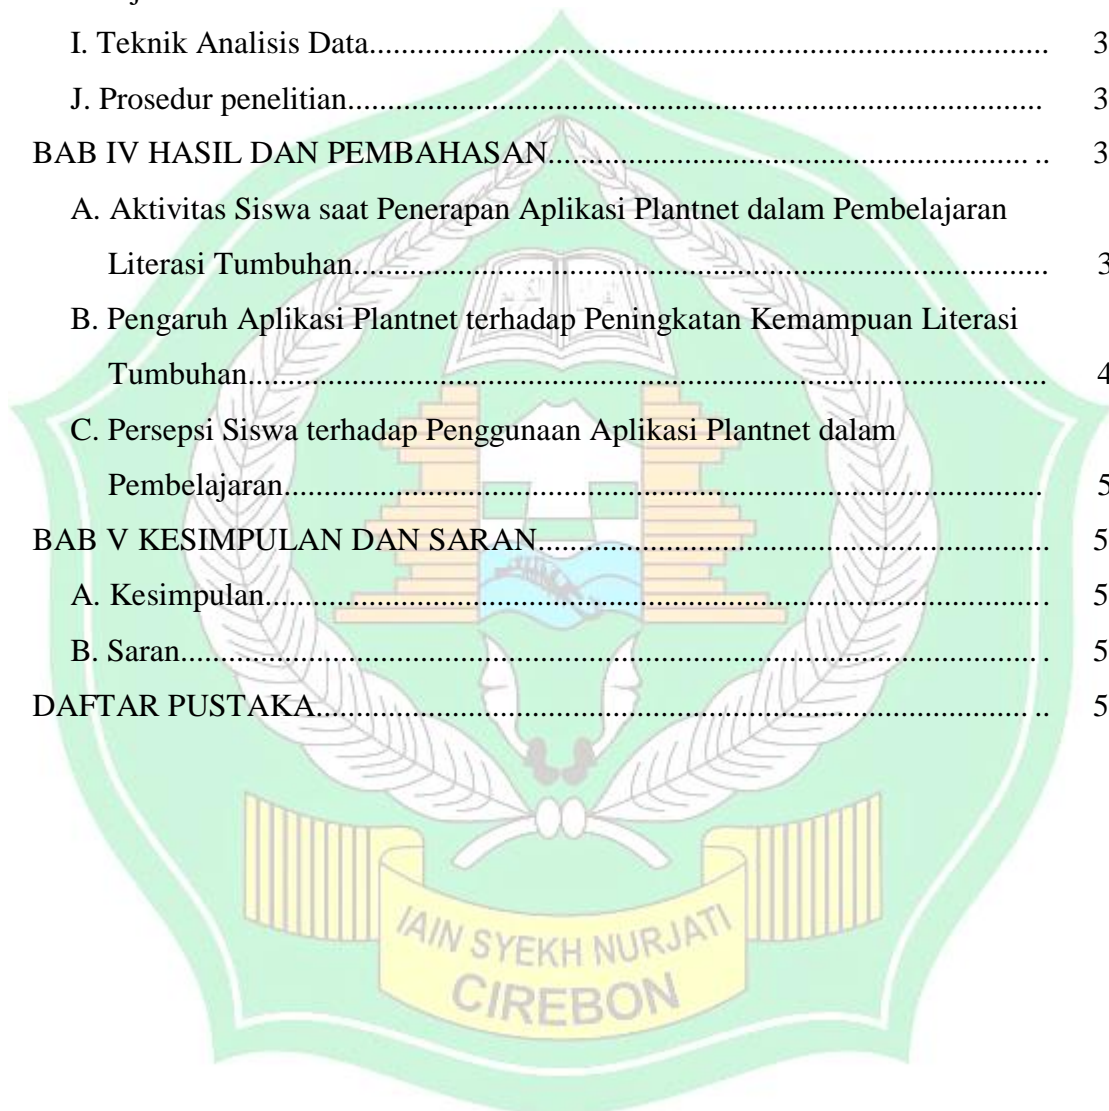 I. Teknik Analisis Data..................................................................................... 3
J. Prosedur penelitian....................................................................................... 3
BAB IV HASIL DAN PEMBAHASAN............................................................ .. 3
A. Aktivitas Siswa saat Penerapan Aplikasi Plantnet dalam Pembelajaran
Literasi Tumbuhan....................................................................................... 3
B. Pengaruh Aplikasi Plantnet terhadap Peningkatan Kemampuan Literasi
Tumbuhan.................................................................................................... 4
C. Persepsi Siswa terhadap Penggunaan Aplikasi Plantnet dalam
Pembelajaran............................................................................................... 5
BAB V KESIMPULAN DAN SARAN................................................................ 5
A. Kesimpulan.................................................................................................. 5
B. Saran........................................................................................................... . 5
DAFTAR PUSTAKA......................................................................................... .. 5
IAIN SYEKH NURJATI
CIREBON